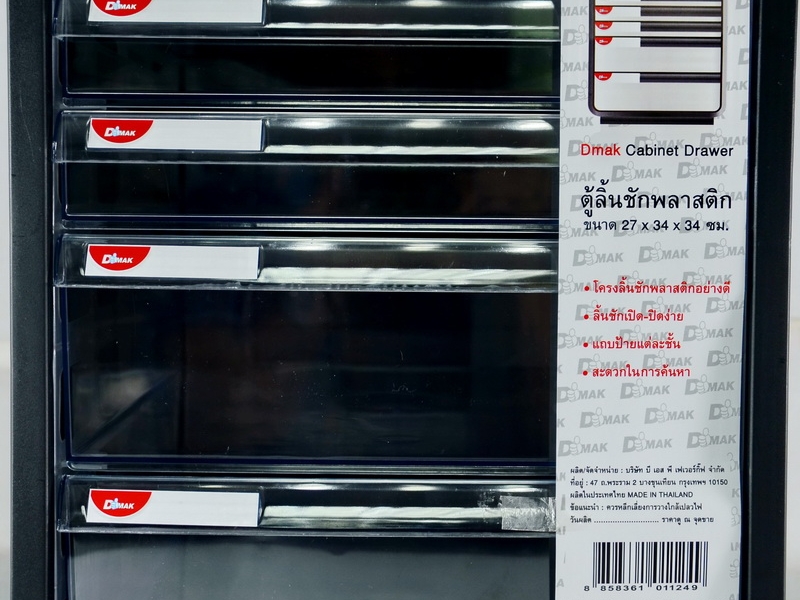 DMAK
DMAK
DMAK
DMAK
Dmak Cabinet Drawer
ตู้ลิ้นชักพลาสติก
ขนาด 27 x 34 x 34 ซม.
• โครงลิ้นชักพลาสติกอย่างดี
• ลิ้นชักเปิด-ปิดง่าย
• แถบป้ายแต่ละชั้น
• สะดวกในการค้นหา
ผลิต/จัดจำหน่าย : บริษัท บี เอส พี เฟเวอร์กิ๊ฟ จำกัด
ที่อยู่ : 47 ถ.พระราม 2 บางขุนเทียน กรุงเทพฯ 10150
ผลิตในประเทศไทย MADE IN THAILAND
ข้อแนะนำ : ควรหลีกเลี่ยงการวางใกล้เปลวไฟ
วันผลิต ........................ ราคาดู ณ จุดขาย
8 858361 011249